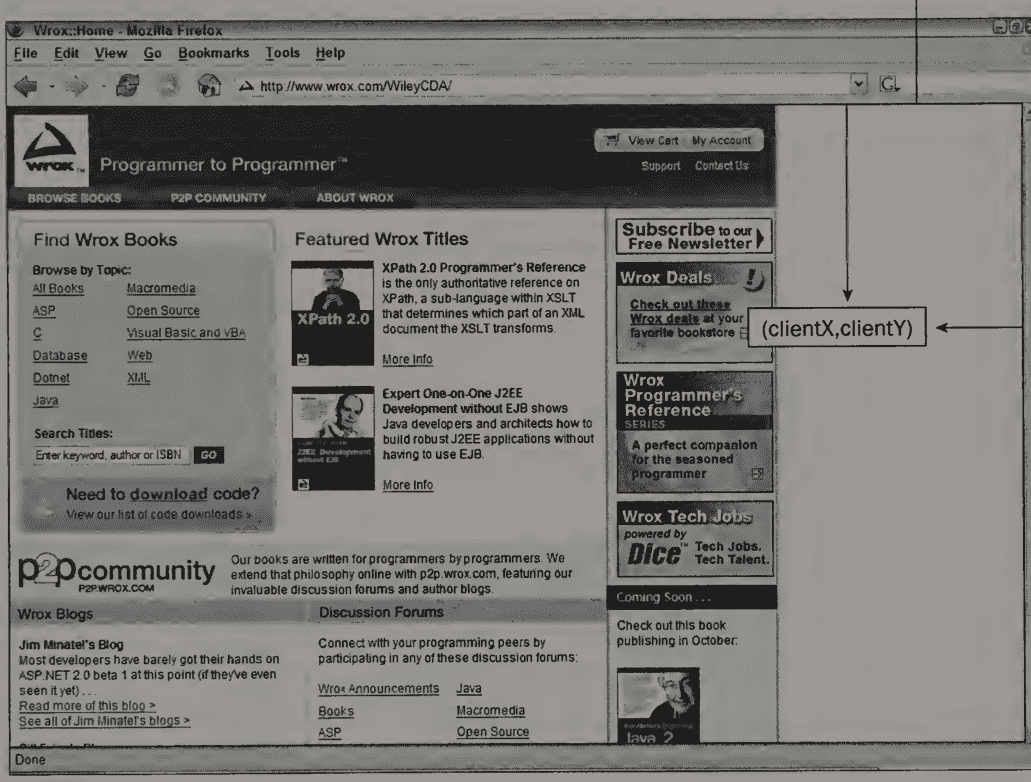 Wrox::Home - Mozilla Firefox
File Edit View Go Bookmarks Tools Help
http://www.wrox.com/WileyCDA/
G
View Cart My Account
wrox™
Programmer to Programmer™
Support Contact Us
BROWSE BOOKS P2P COMMUNITY ABOUT WROX
Find Wrox Books
Browse by Topic:
All Books Macromedia
ASP Open Source
C Visual Basic and VBA
Database Web
Dotnet XML
Java
Search Titles:
Enter keyword, author or ISBN GO
Need to download code?
View our list of code downloads »
Featured Wrox Titles
XPath 2.0
XPath 2.0 Programmer's Reference
is the only authoritative reference on
XPath, a sub-language within XSLT
that determines which part of an XML
document the XSLT transforms.
More Info
J2EE Development
without EJB
Expert One-on-One J2EE
Development without EJB shows
Java developers and architects how to
build robust J2EE applications without
having to use EJB.
More Info
Subscribe to our
Free Newsletter
Wrox Deals
Check out these
Wrox deals at your
favorite bookstore
(clientX,clientY)
Wrox
Programmer's
Reference
SERIES
A perfect companion
for the seasoned
programmer
Wrox Tech Jobs
powered by
Dice™ Tech Jobs.
Tech Talent.
p2pcommunity
P2P.WROX.COM
Our books are written for programmers by programmers. We
extend that philosophy online with p2p.wrox.com, featuring our
invaluable discussion forums and author blogs.
Wrox Blogs
Jim Minatel's Blog
Most developers have barely got their hands on
ASP.NET 2.0 beta 1 at this point (if they've even
seen it yet) . . .
Read more of this blog >
See all of Jim Minatel's blogs >
Discussion Forums
Connect with your programming peers by
participating in any of these discussion forums:
Wrox Announcements Java
Books Macromedia
ASP Open Source
Coming Soon . . .
Check out this book
publishing in October:
Java 2
Done